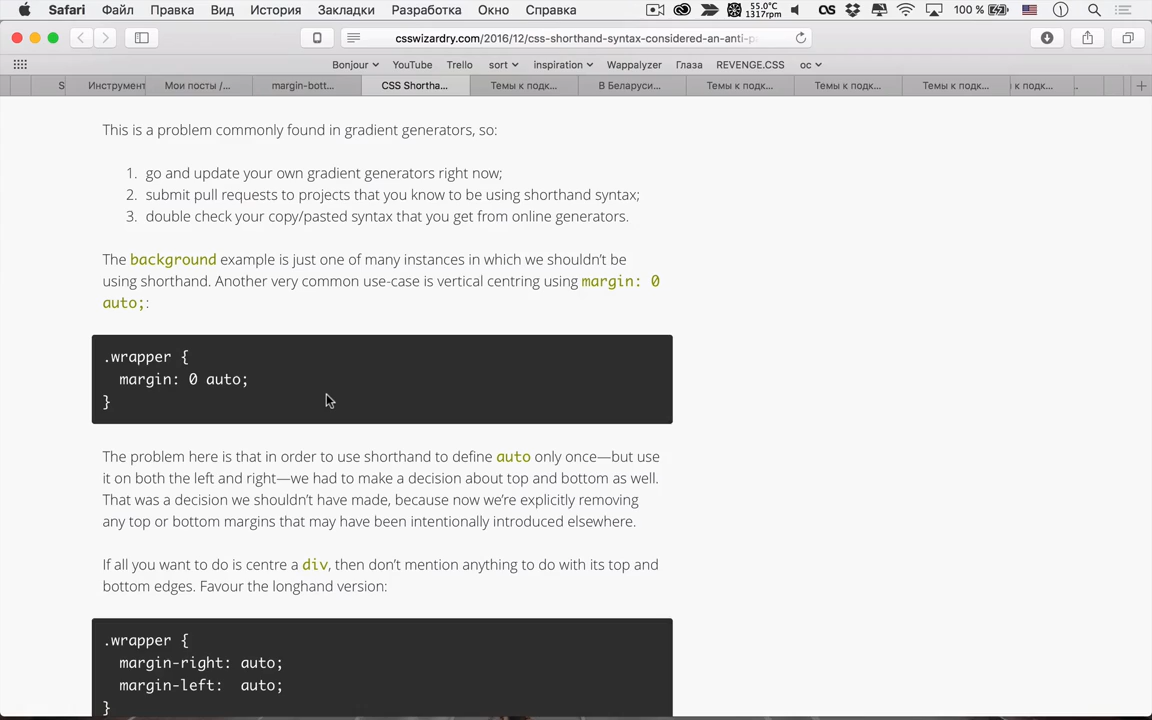 Safari Файл Правка Вид История Закладки Разработка Окно Справка 55.0°C 1317rpm 100 %
csswizardry.com/2016/12/css-shorthand-syntax-considered-an-anti-p
Bonjour YouTube Trello sort inspiration Wappalyzer Глаза REVENGE.CSS ос
S Инструмент Мои посты /... margin-bott... CSS Shortha... Темы к подк... В Беларуси... Темы к подк... Темы к подк... Темы к подк... к подк...
This is a problem commonly found in gradient generators, so:
1. go and update your own gradient generators right now;
2. submit pull requests to projects that you know to be using shorthand syntax;
3. double check your copy/pasted syntax that you get from online generators.
The background example is just one of many instances in which we shouldn’t be
using shorthand. Another very common use-case is vertical centring using margin: 0
auto;:
.wrapper {
margin: 0 auto;
}
The problem here is that in order to use shorthand to define auto only once—but use
it on both the left and right—we had to make a decision about top and bottom as well.
That was a decision we shouldn’t have made, because now we’re explicitly removing
any top or bottom margins that may have been intentionally introduced elsewhere.
If all you want to do is centre a div, then don’t mention anything to do with its top and
bottom edges. Favour the longhand version:
.wrapper {
margin-right: auto;
margin-left: auto;
}